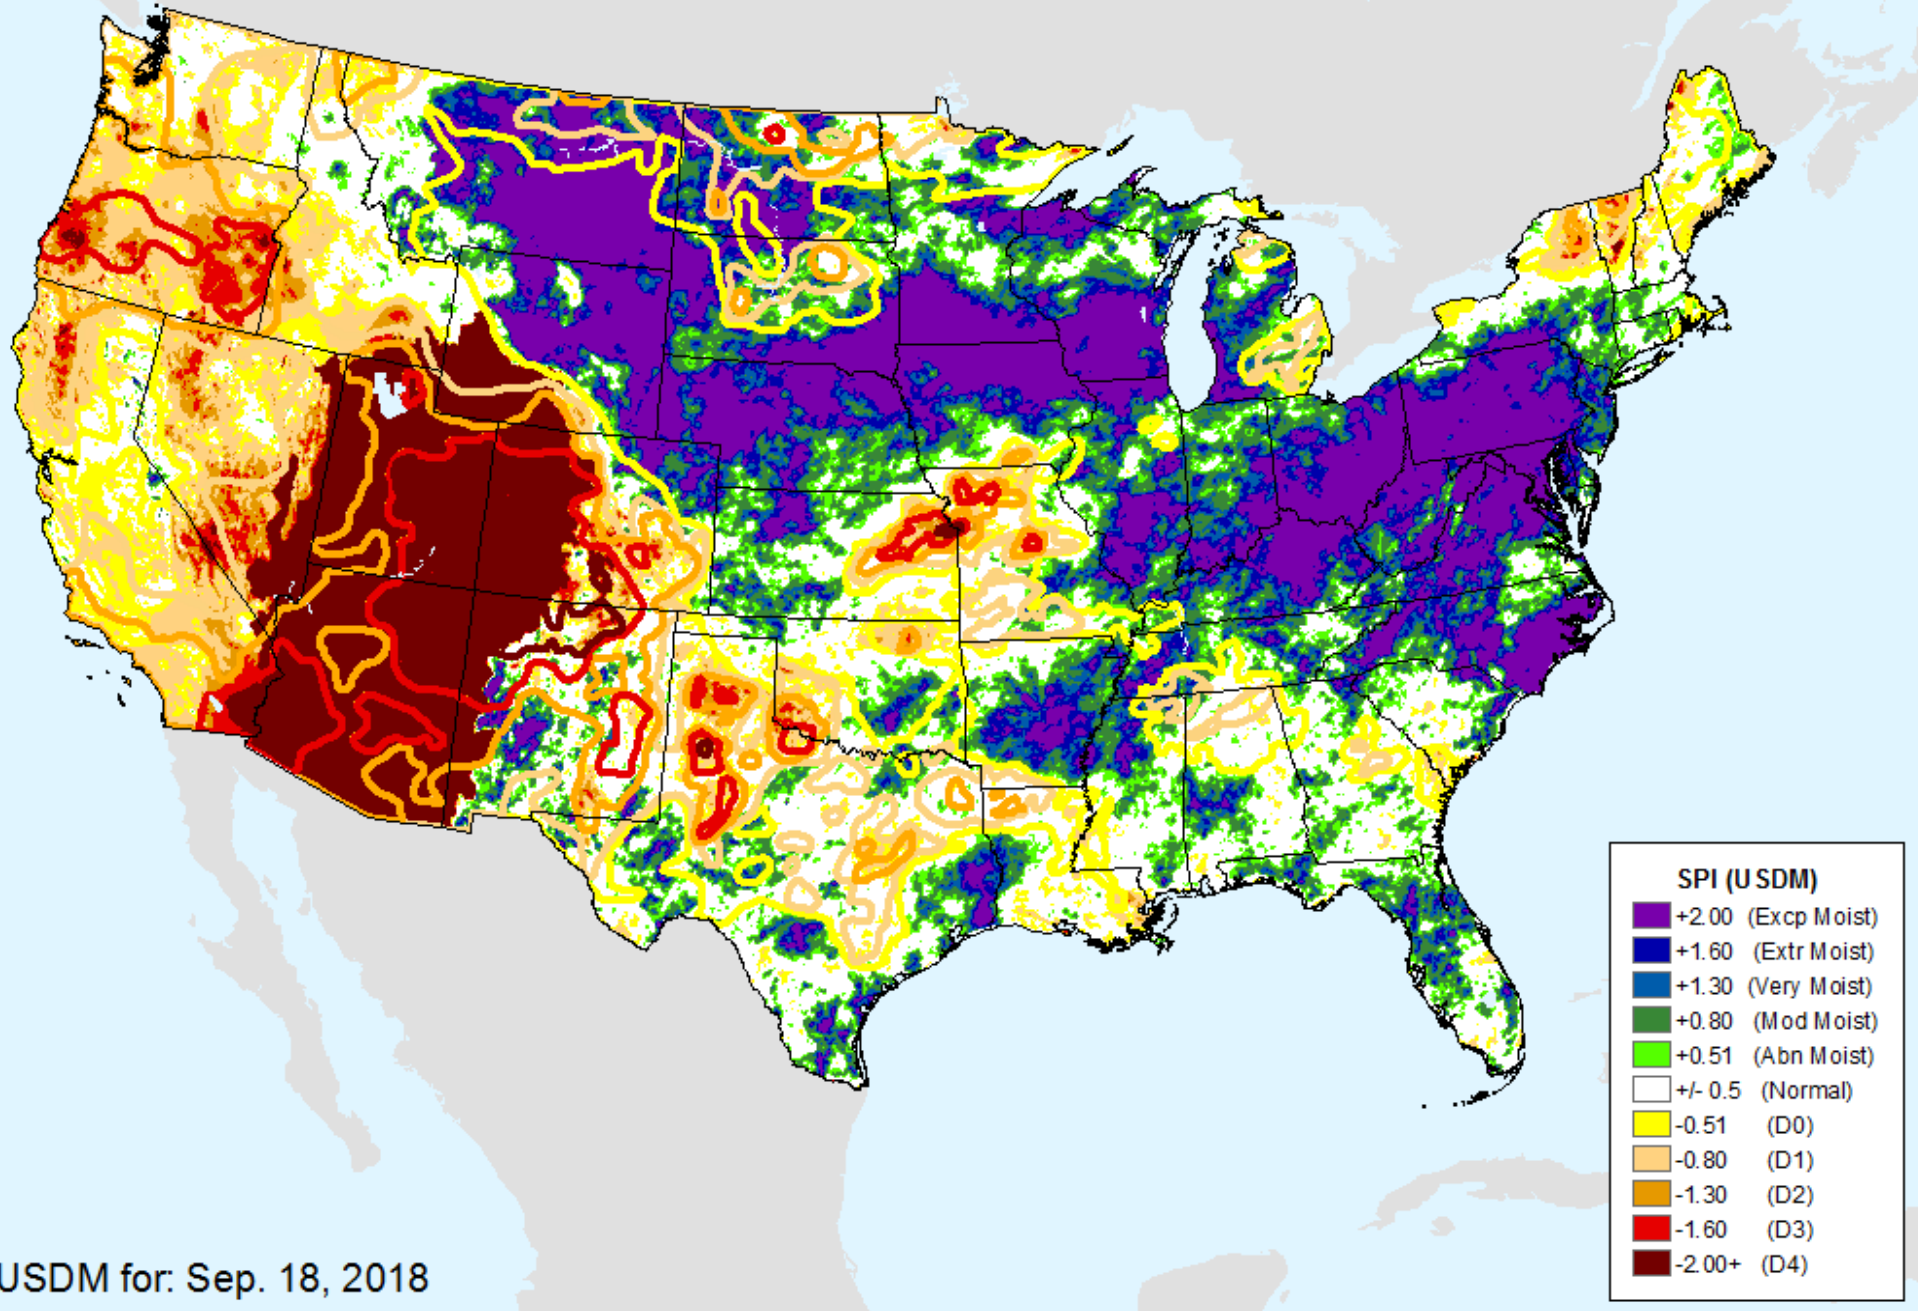 SPI (USDM)
+2.00 (Excp Moist)
+1.60 (Extr Moist)
+1.30 (Very Moist)
+0.80 (Mod Moist)
+0.51 (Abn Moist)
+/- 0.5 (Normal)
-0.51 (D0)
-0.80 (D1)
-1.30 (D2)
-1.60 (D3)
-2.00+ (D4)
USDM for: Sep. 18, 2018